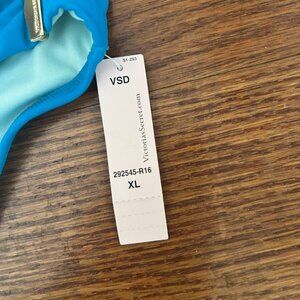 51-293
VSD
VictoriasSecret.com
292545-R16
XL